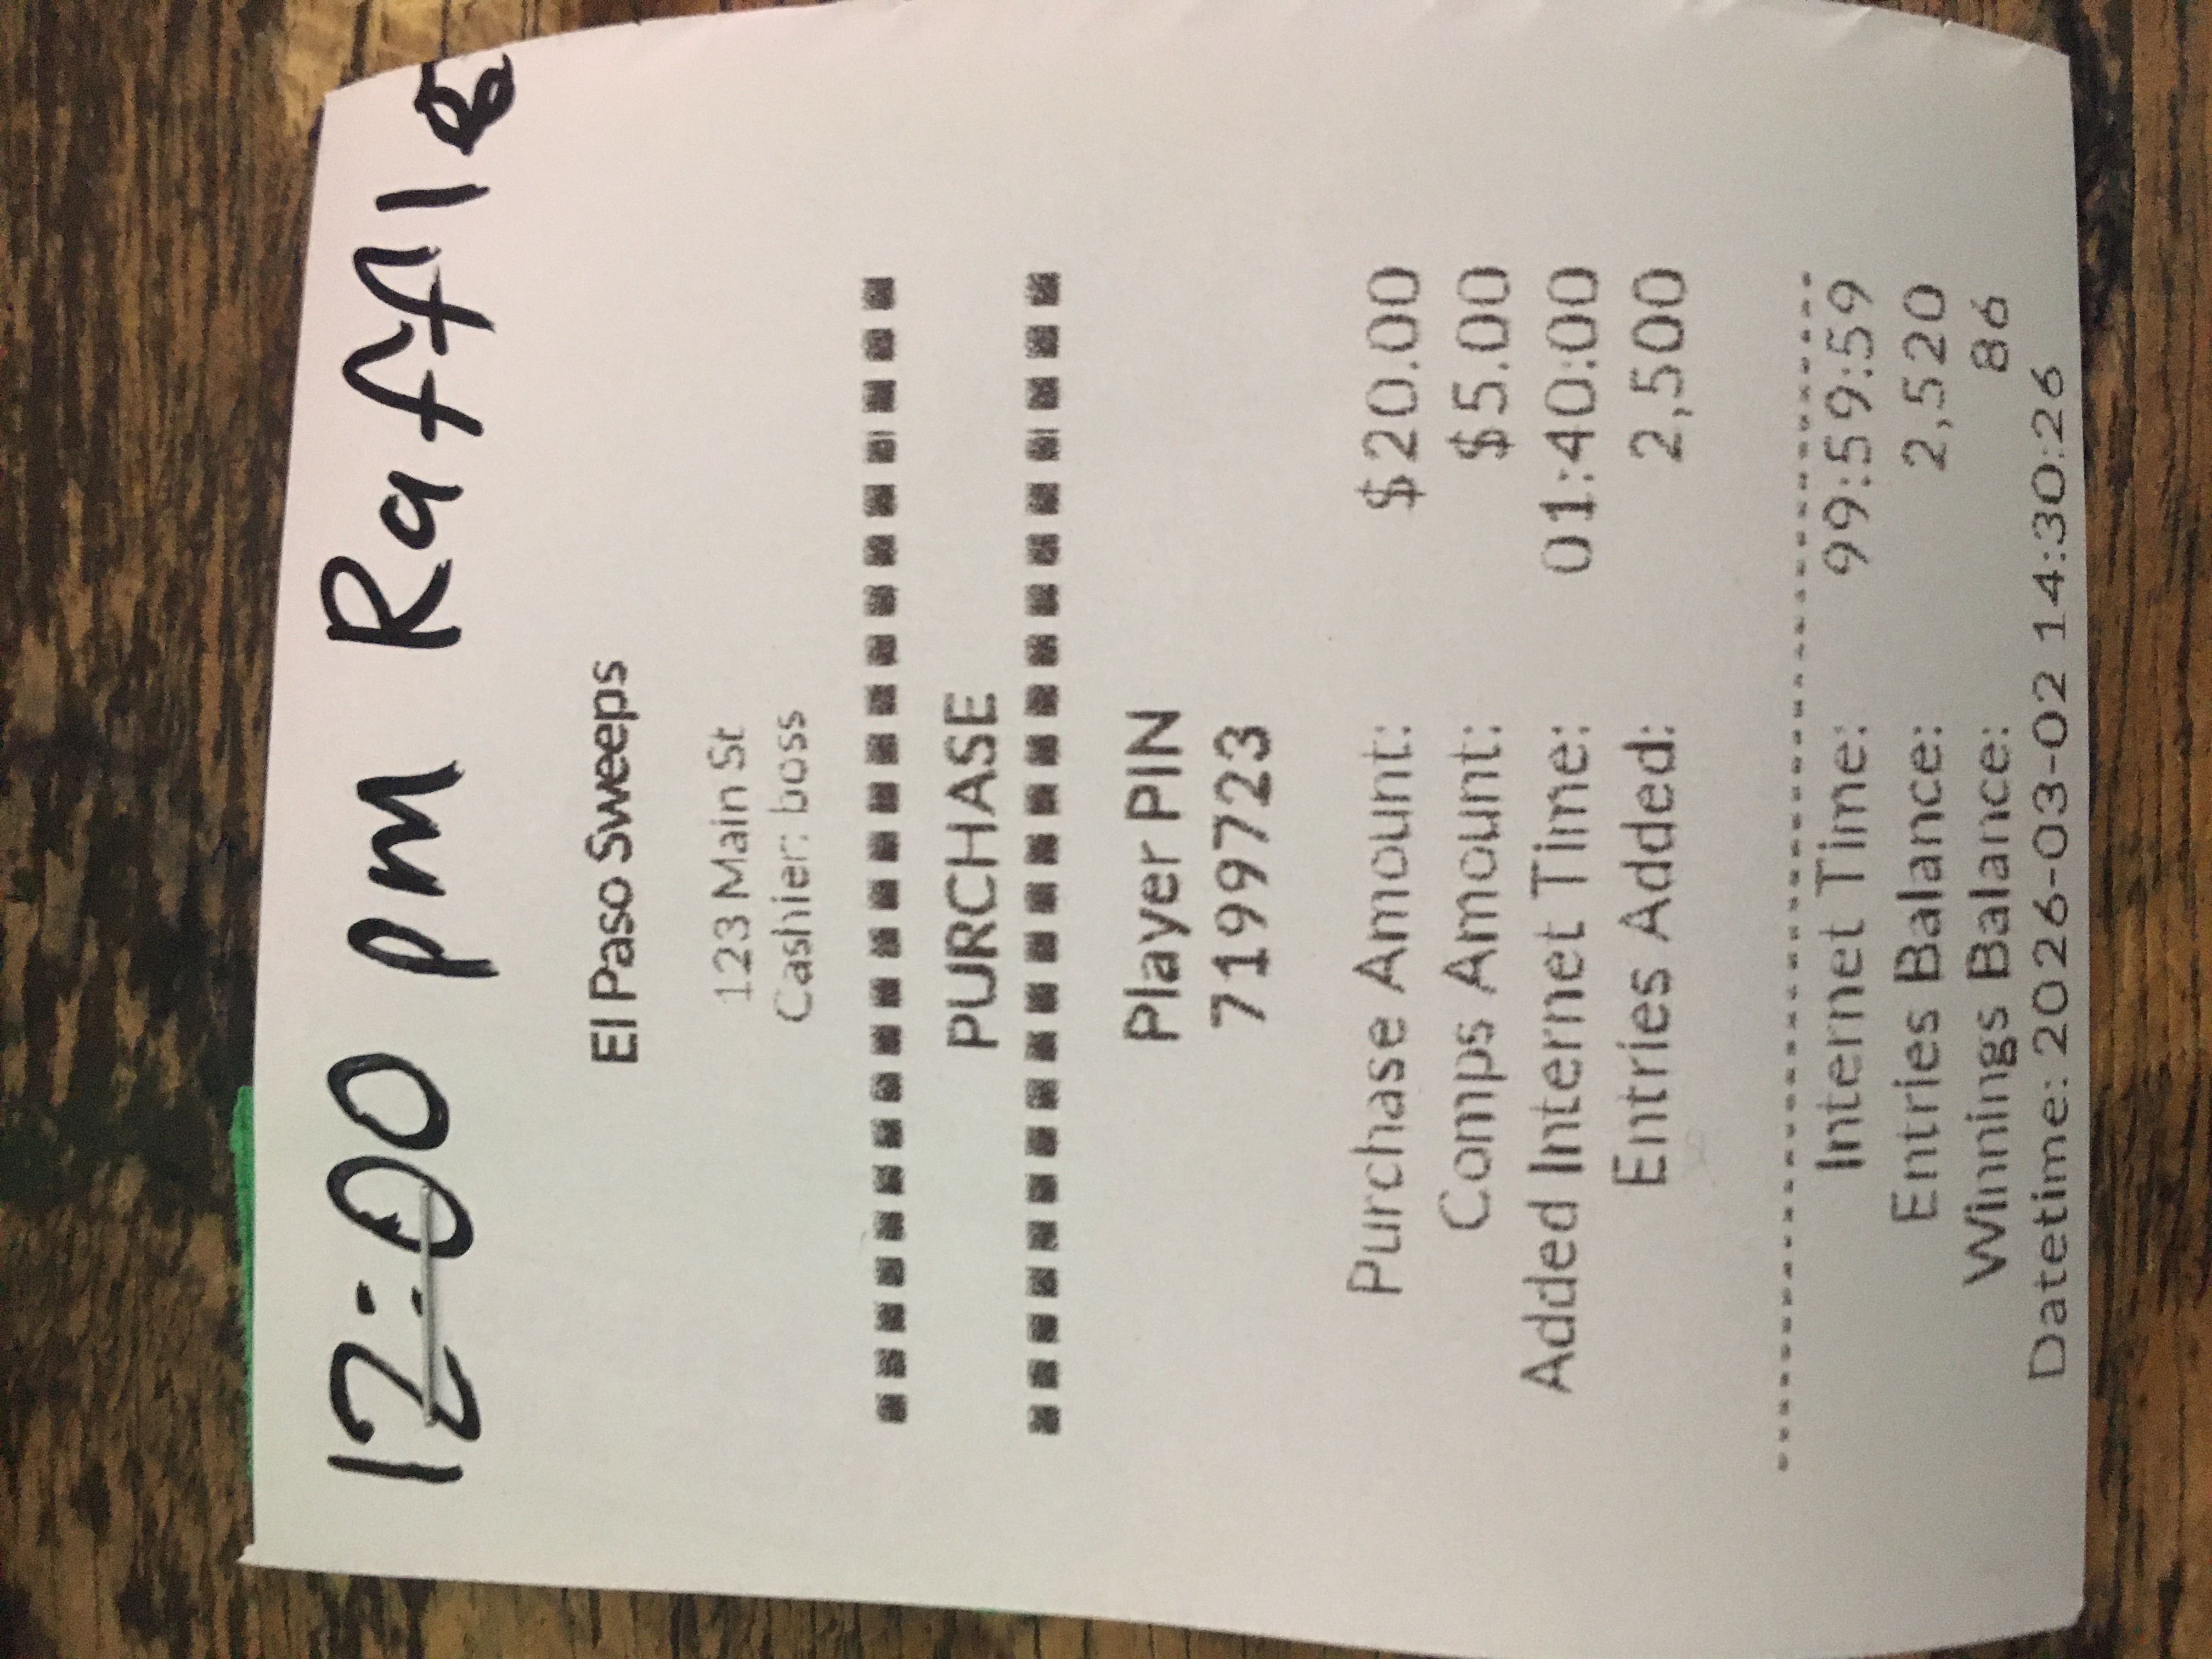 12:00 pm Raffle
El Paso Sweeps
123 Main St
Cashier: boss
PURCHASE
Player PIN
7199723
Purchase Amount: $20.00
Comps Amount: $5.00
Added Internet Time: 01:40:00
Entries Added: 2,500
Internet Time: 99:59:59
Entries Balance: 2,520
Winnings Balance: 86
Datetime: 2026-03-02 14:30:26